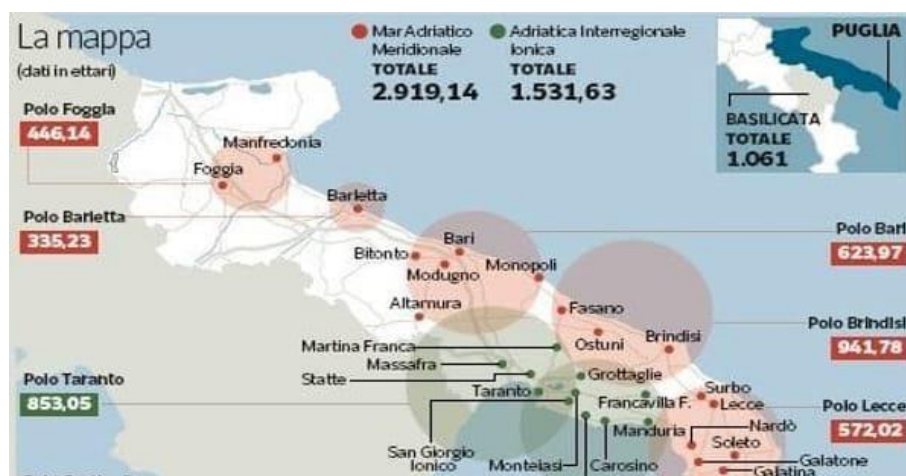 La mappa
(dati in ettari)
Mar Adriatico
Meridionale
TOTALE
2.919,14
Adriatica Interregionale
Ionica
TOTALE
1.531,63
PUGLIA
BASILICATA
TOTALE
1.061
Polo Foggia
446,14
Manfredonia
Foggia
Polo Barletta
335,23
Barletta
Bitonto
Bari
Modugno
Monopoli
Polo Bari
623,97
Altamura
Fasano
Ostuni
Brindisi
Polo Brindisi
941,78
Martina Franca
Massafra
Statte
Grottaglie
Polo Taranto
853,05
Taranto
Francavilla F.
Surbo
Lecce
Polo Lecce
572,02
Manduria
Nardò
Soleto
San Giorgio
Ionico
Monteiasi
Carosino
Galatone
Galatina